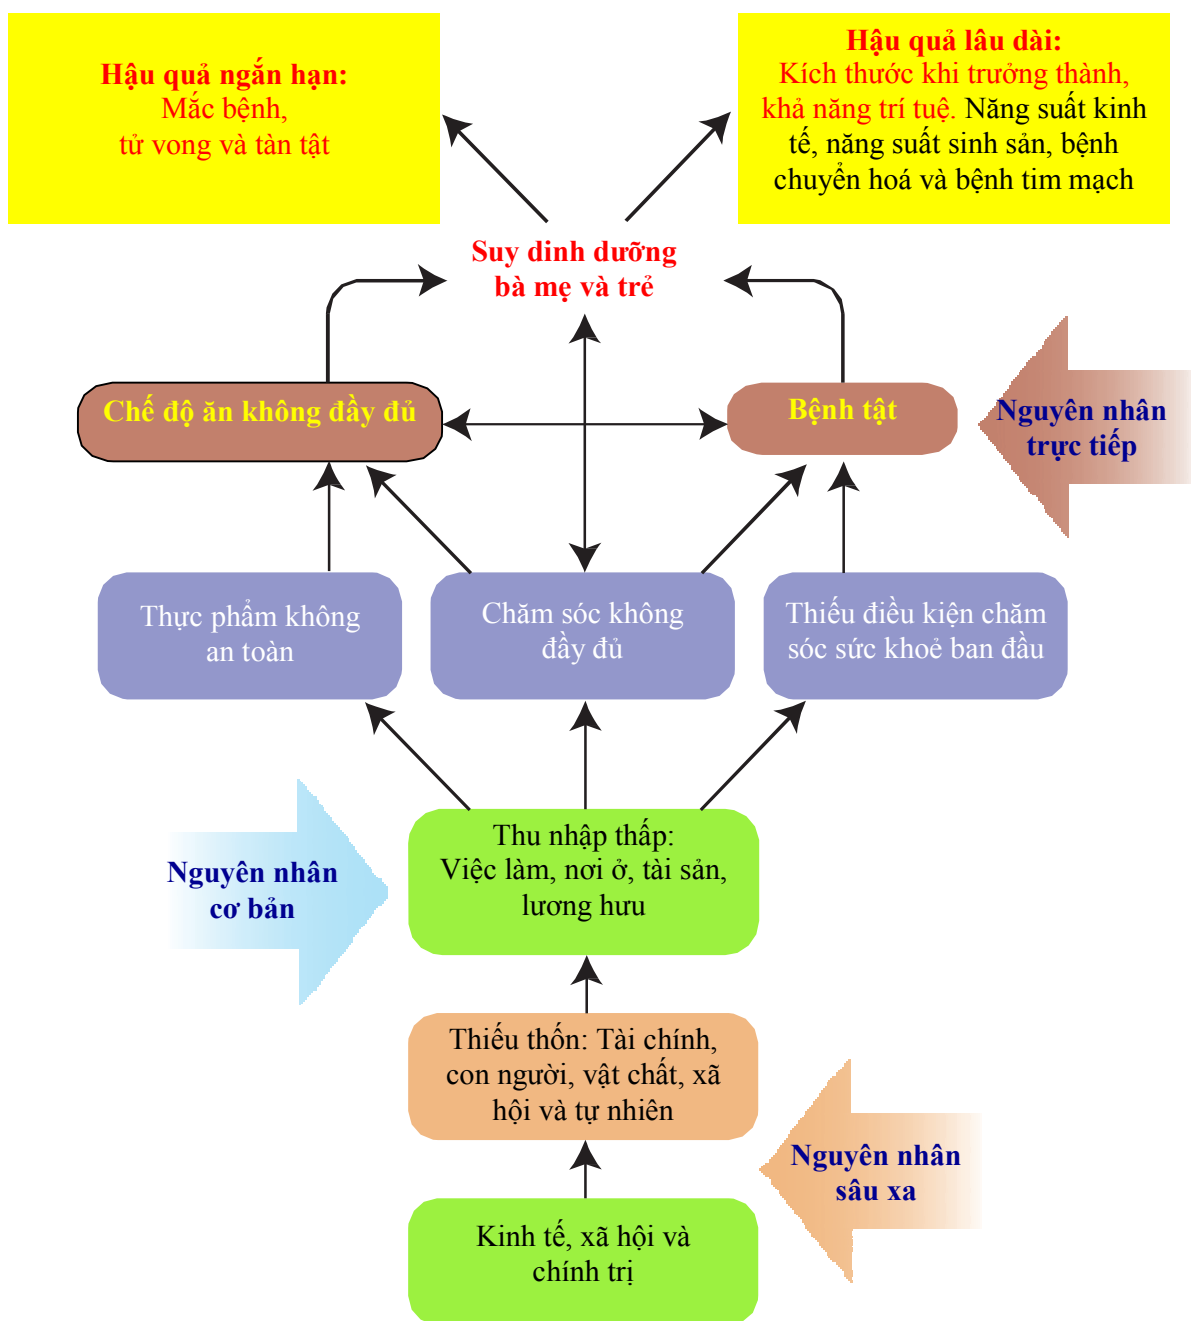 Hậu quả ngắn hạn:
Mắc bệnh,
tử vong và tàn tật
Hậu quả lâu dài:
Kích thước khi trưởng thành,
khả năng trí tuệ. Năng suất kinh
tế, năng suất sinh sản, bệnh
chuyển hoá và bệnh tim mạch
Suy dinh dưỡng
bà mẹ và trẻ
Chế độ ăn không đầy đủ
Bệnh tật
Nguyên nhân
trực tiếp
Thực phẩm không
an toàn
Chăm sóc không
đầy đủ
Thiếu điều kiện chăm
sóc sức khoẻ ban đầu
Nguyên nhân
cơ bản
Thu nhập thấp:
Việc làm, nơi ở, tài sản,
lương hưu
Thiếu thốn: Tài chính,
con người, vật chất, xã
hội và tự nhiên
Nguyên nhân
sâu xa
Kinh tế, xã hội và
chính trị